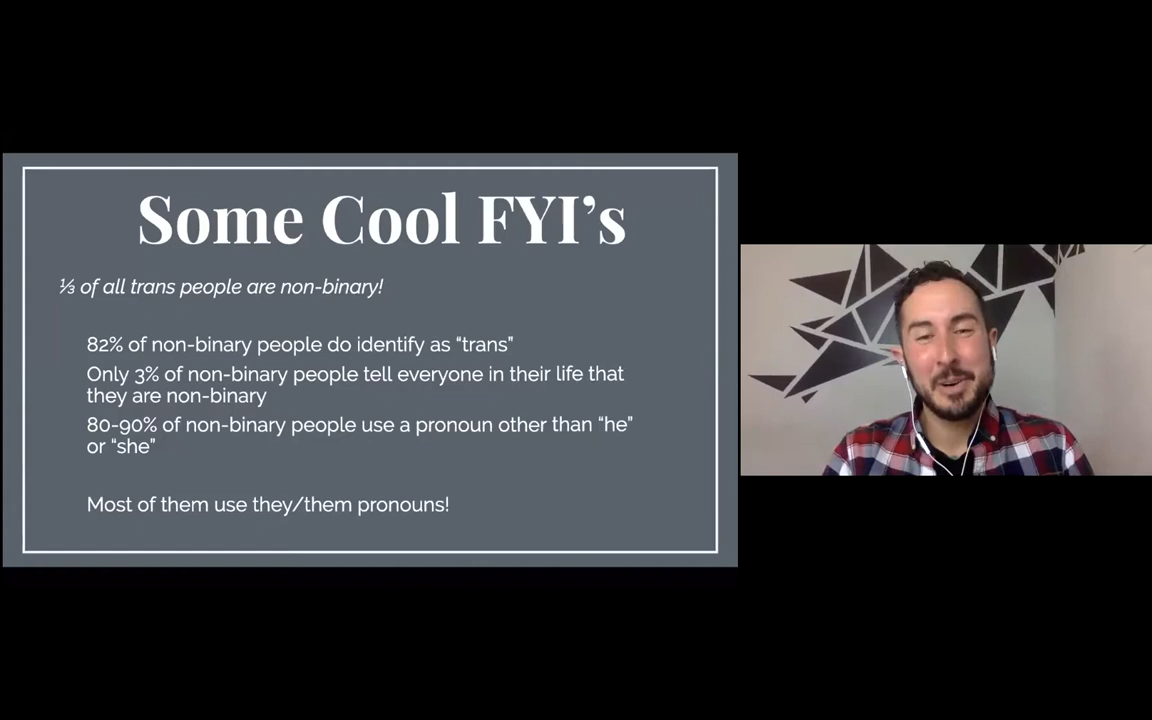 Some Cool FYI’s
⅓ of all trans people are non-binary!
82% of non-binary people do identify as “trans”
Only 3% of non-binary people tell everyone in their life that
they are non-binary
80-90% of non-binary people use a pronoun other than “he”
or “she”
Most of them use they/them pronouns!